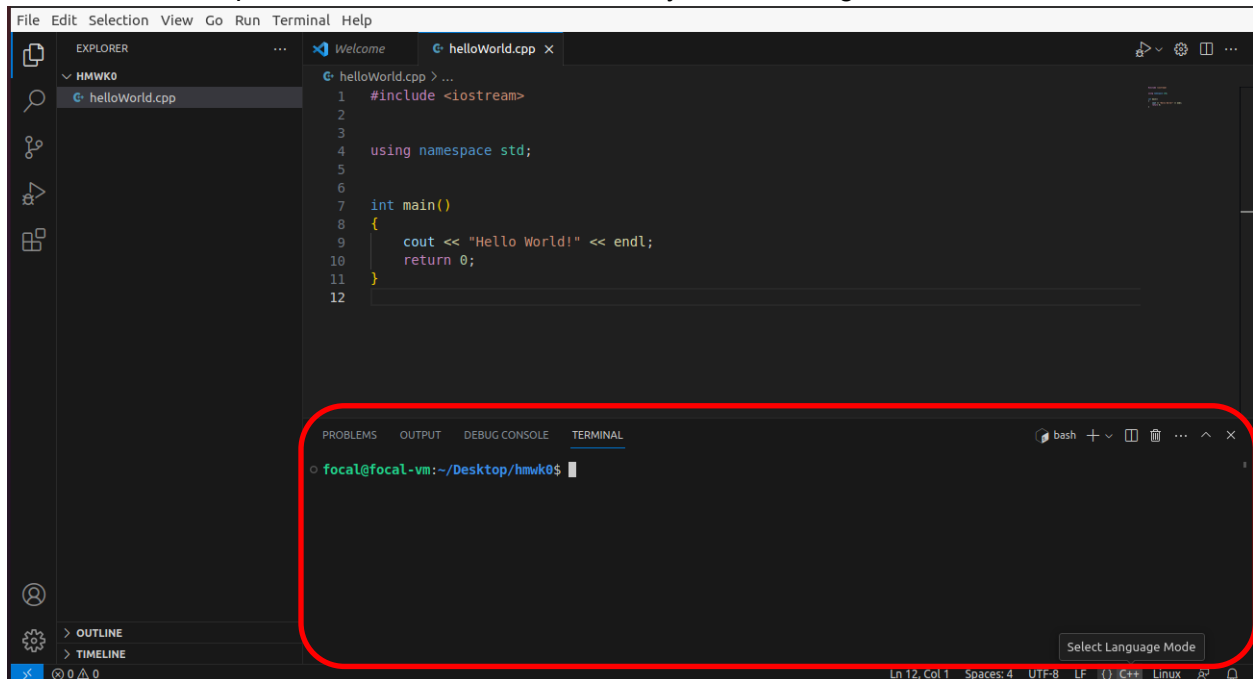 File Edit Selection View Go Run Terminal Help
EXPLORER ...
Welcome helloWorld.cpp
HMWK0
helloWorld.cpp
helloWorld.cpp > ...
1 #include <iostream>
2
3
4 using namespace std;
5
6
7 int main()
8 {
9 cout << "Hello World!" << endl;
10 return 0;
11 }
12
PROBLEMS OUTPUT DEBUG CONSOLE TERMINAL bash
focal@focal-vm:~/Desktop/hmwk0$
OUTLINE
Select Language Mode
TIMELINE
0 0 Ln 12, Col 1 Spaces: 4 UTF-8 LF {} C++ Linux